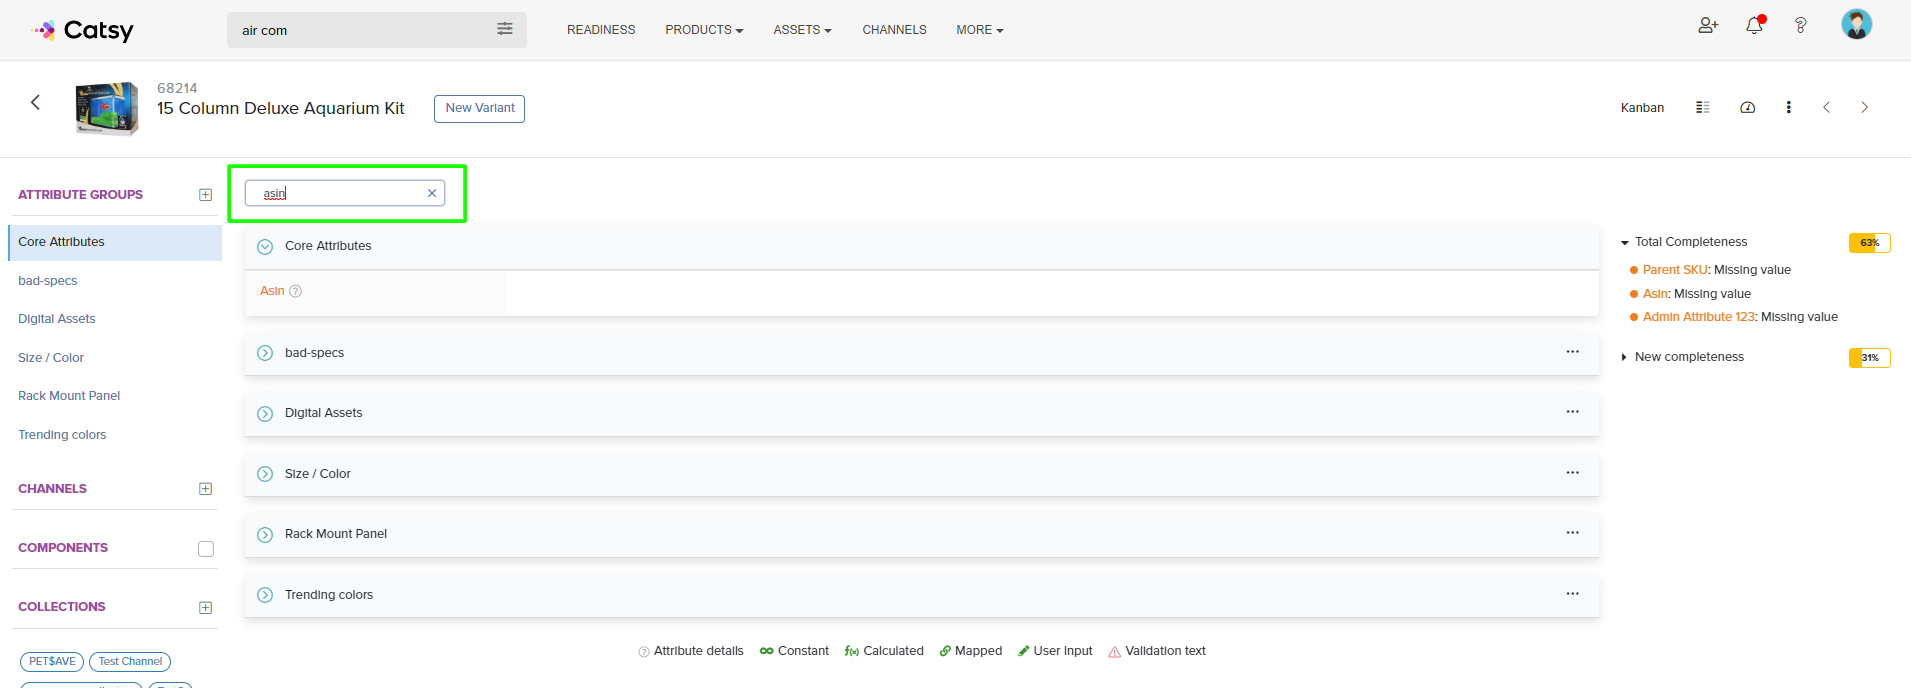 Catsy
air com
READINESS
PRODUCTS
ASSETS
CHANNELS
MORE
68214
15 Column Deluxe Aquarium Kit
New Variant
Kanban
ATTRIBUTE GROUPS
Core Attributes
bad-specs
Digital Assets
Size / Color
Rack Mount Panel
Trending colors
CHANNELS
COMPONENTS
COLLECTIONS
PET$AVE
Test Channel
asin
Core Attributes
Asin
bad-specs
Digital Assets
Size / Color
Rack Mount Panel
Trending colors
Attribute details
Constant
f(x) Calculated
Mapped
User Input
Validation text
Total Completeness 63%
Parent SKU: Missing value
Asin: Missing value
Admin Attribute 123: Missing value
New completeness 31%